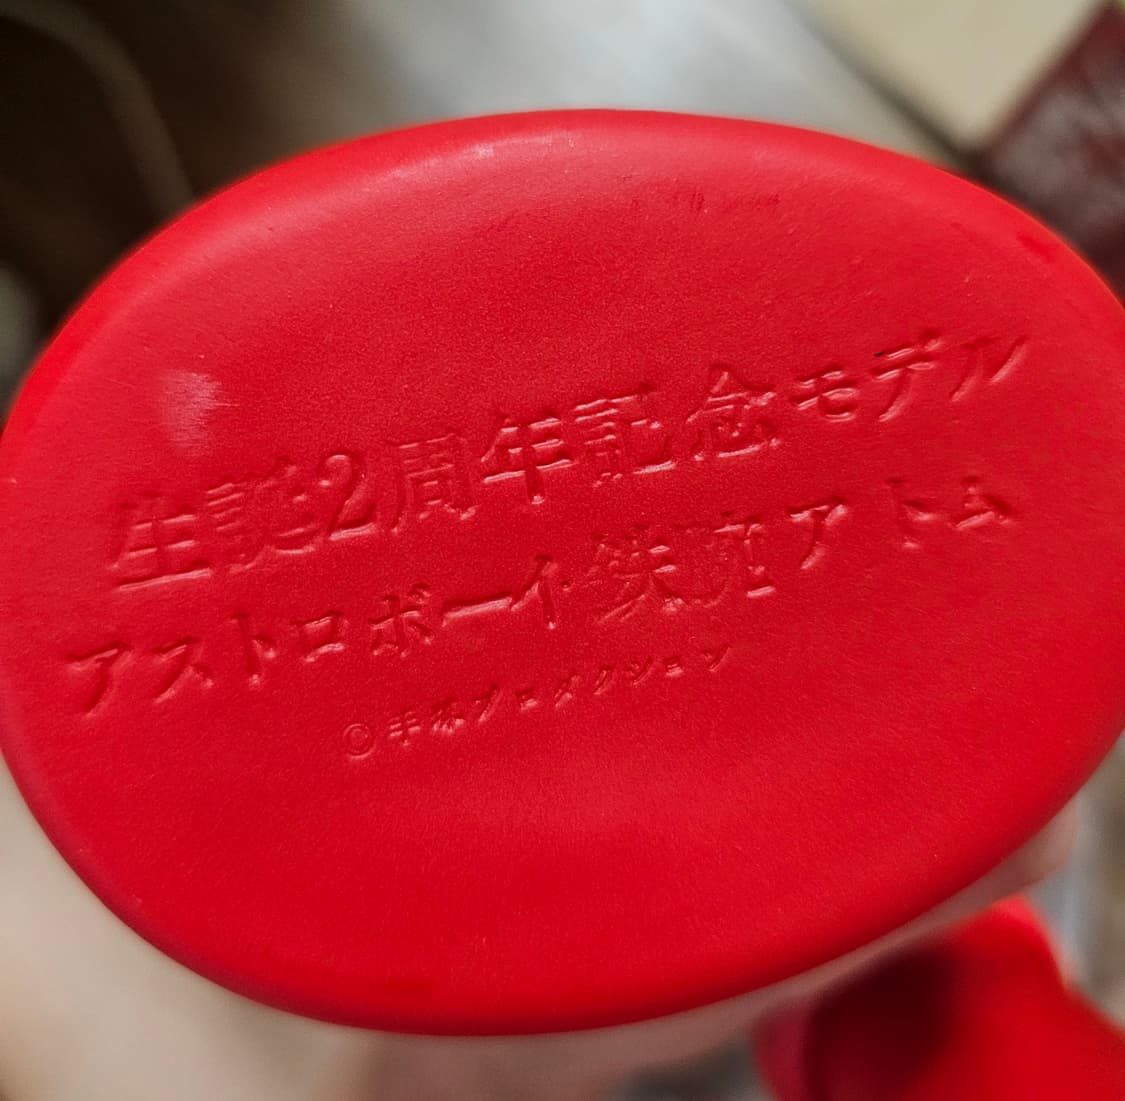 生誕2周年記念モデル
アストロボーイ・鉄腕アトム
©手塚プロダクション